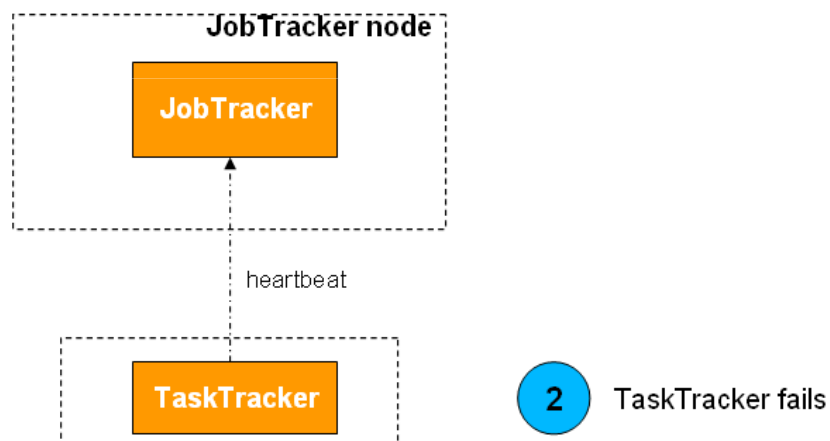 JobTracker node
JobTracker
heartbeat
TaskTracker
2 TaskTracker fails